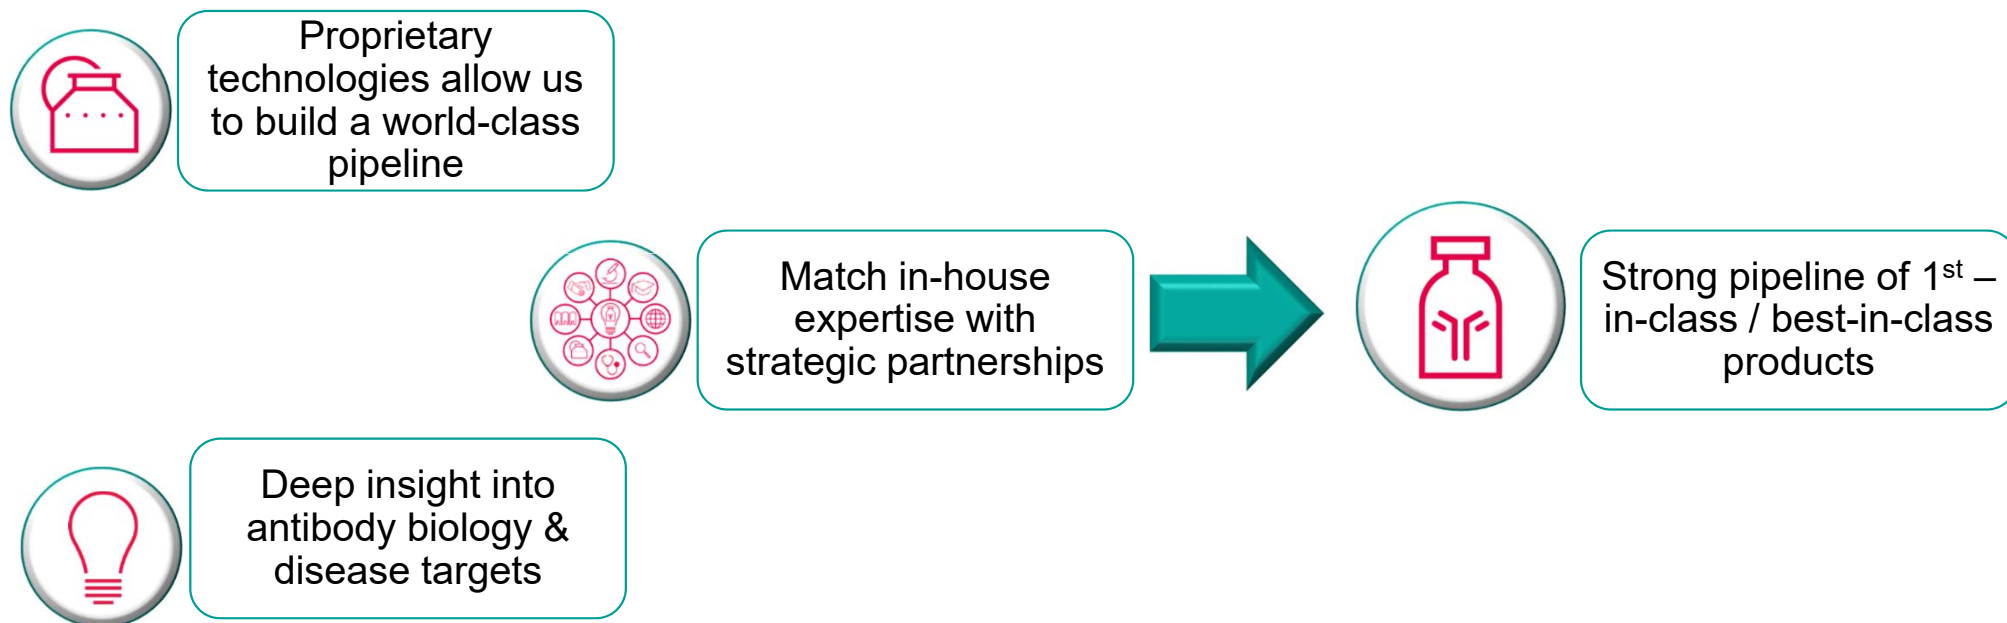 Proprietary
technologies allow us
to build a world-class
pipeline
Match in-house
expertise with
strategic partnerships
Strong pipeline of 1st –
in-class / best-in-class
products
Deep insight into
antibody biology &
disease targets